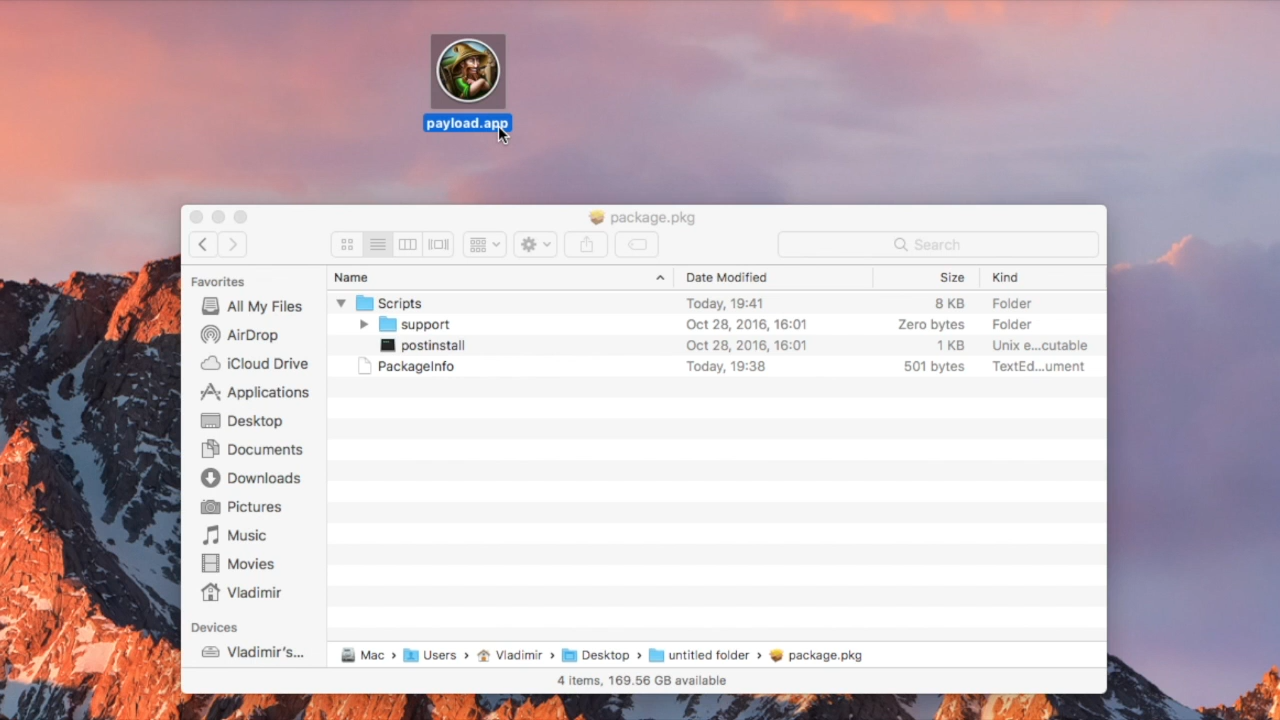 payload.app
package.pkg
Search
Name Date Modified Size Kind
Scripts Today, 19:41 8 KB Folder
support Oct 28, 2016, 16:01 Zero bytes Folder
postinstall Oct 28, 2016, 16:01 1 KB Unix e...cutable
PackageInfo Today, 19:38 501 bytes TextEd...ument
Favorites
All My Files
AirDrop
iCloud Drive
Applications
Desktop
Documents
Downloads
Pictures
Music
Movies
Vladimir
Devices
Vladimir's...
Mac › Users › Vladimir › Desktop › untitled folder › package.pkg
4 items, 169.56 GB available